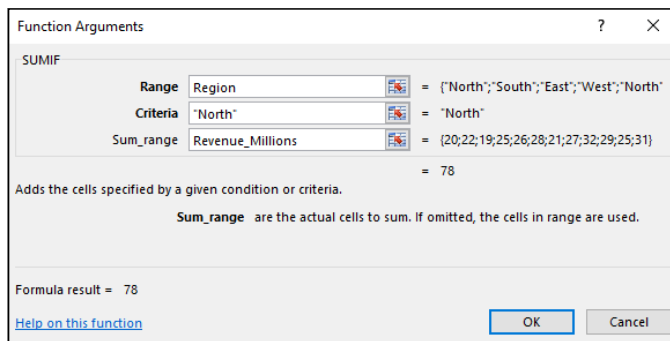 Function Arguments ? ×
SUMIF
Range Region = {"North";"South";"East";"West";"North"
Criteria "North" = "North"
Sum_range Revenue_Millions = {20;22;19;25;26;28;21;27;32;29;25;31}
= 78
Adds the cells specified by a given condition or criteria.
Sum_range are the actual cells to sum. If omitted, the cells in range are used.
Formula result = 78
Help on this function OK Cancel